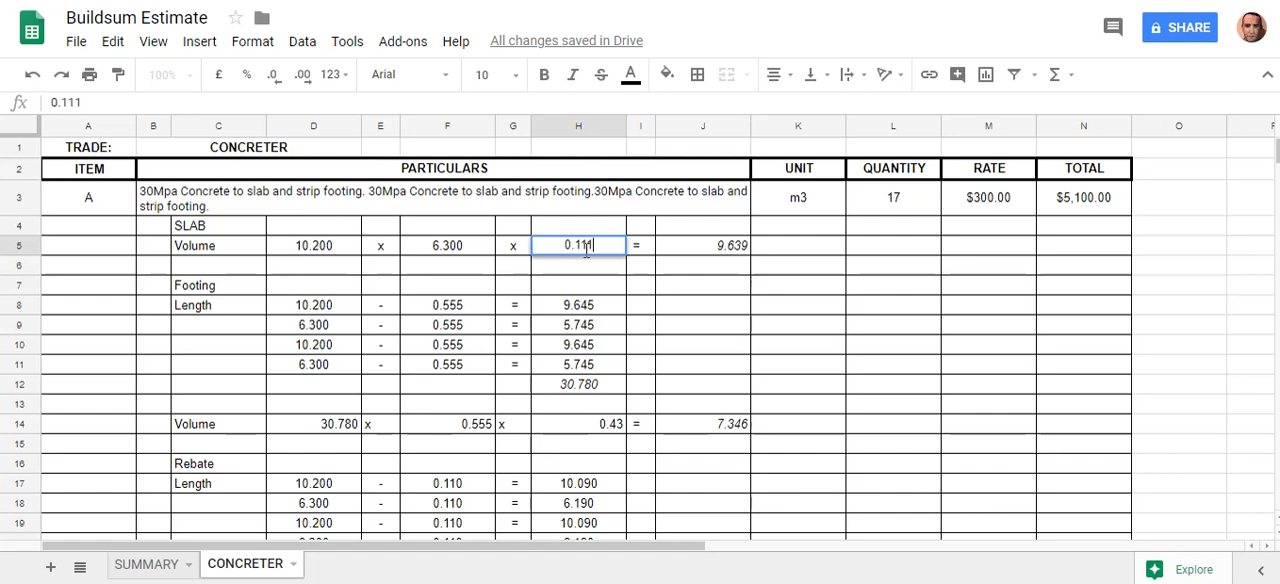 Buildsum Estimate
File Edit View Insert Format Data Tools Add-ons Help All changes saved in Drive
SHARE
100% £ % .0 .00 123 Arial 10 B I S A Σ
fx 0.111
A B C D E F G H I J K L M N O
1 TRADE: CONCRETER
2 ITEM PARTICULARS UNIT QUANTITY RATE TOTAL
3 A 30Mpa Concrete to slab and strip footing. 30Mpa Concrete to slab and strip footing.30Mpa Concrete to slab and m3 17 $300.00 $5,100.00
strip footing.
4 SLAB
5 Volume 10.200 x 6.300 x 0.111 = 9.639
6
7 Footing
8 Length 10.200 - 0.555 = 9.645
9 6.300 - 0.555 = 5.745
10 10.200 - 0.555 = 9.645
11 6.300 - 0.555 = 5.745
12 30.780
13
14 Volume 30.780 x 0.555 x 0.43 = 7.346
15
16 Rebate
17 Length 10.200 - 0.110 = 10.090
18 6.300 - 0.110 = 6.190
19 10.200 - 0.110 = 10.090
+ SUMMARY CONCRETER Explore